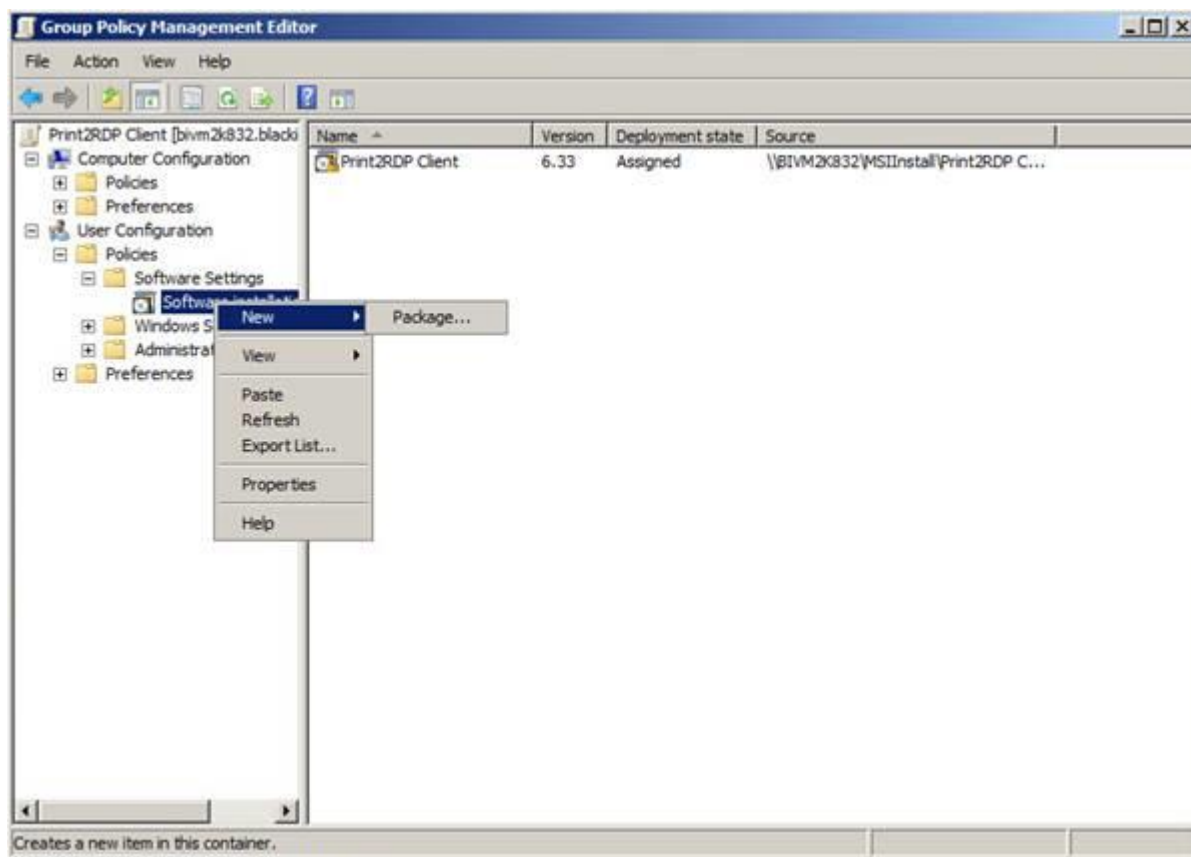 Group Policy Management Editor
File Action View Help
Print2RDP Client [bivm2k832.blacki
Computer Configuration
Policies
Preferences
User Configuration
Policies
Software Settings
Software installatio
Windows S
Administrat
Preferences
Name Version Deployment state Source
Print2RDP Client 6.33 Assigned \\BIVM2K832\MSIInstall\Print2RDP C...
New
Package...
View
Paste
Refresh
Export List...
Properties
Help
Creates a new item in this container.